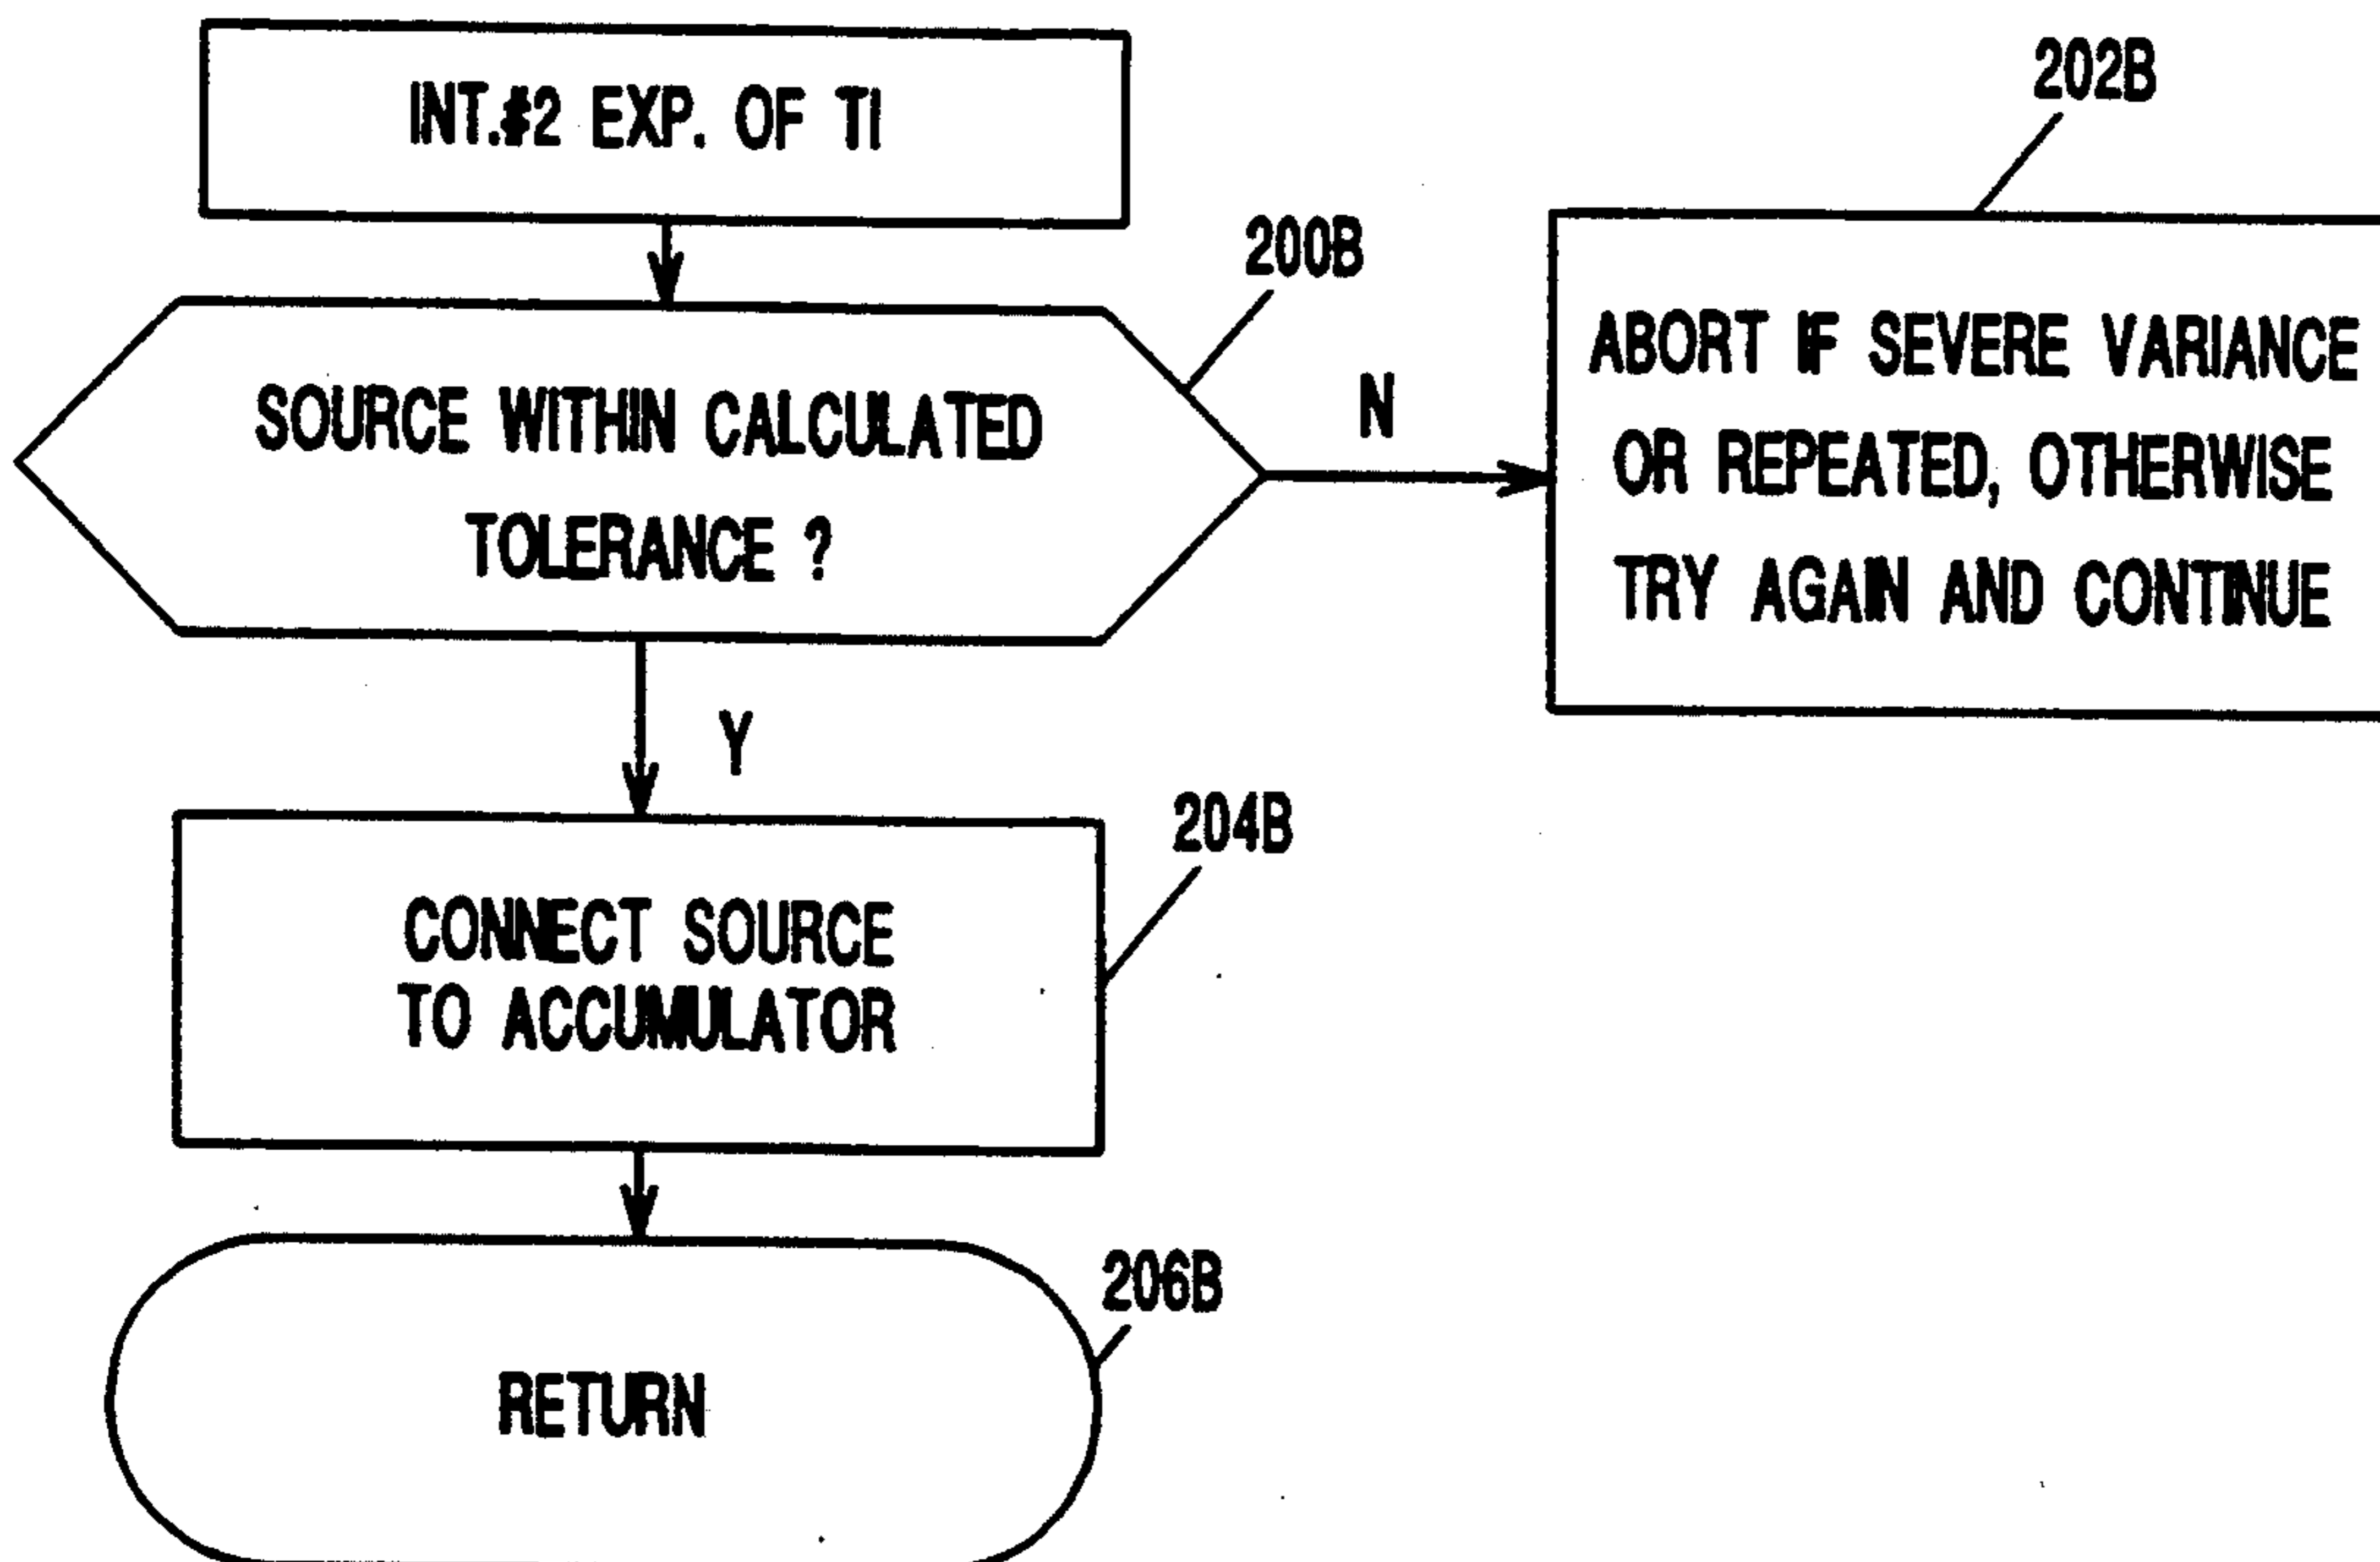 INT.#2 EXP. OF TI
202B
200B
SOURCE WITHIN CALCULATED
TOLERANCE ?
N
ABORT IF SEVERE VARIANCE
OR REPEATED, OTHERWISE
TRY AGAIN AND CONTINUE
Y
204B
CONNECT SOURCE
TO ACCUMULATOR
206B
RETURN